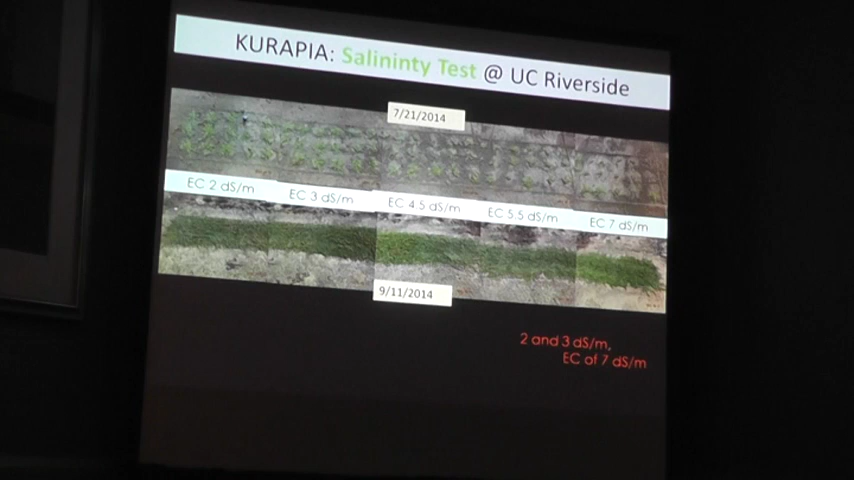 KURAPIA: Salininty Test @ UC Riverside
7/21/2014
EC 2 dS/m
EC 3 dS/m
EC 4.5 dS/m
EC 5.5 dS/m
EC 7 dS/m
9/11/2014
2 and 3 dS/m,
EC of 7 dS/m